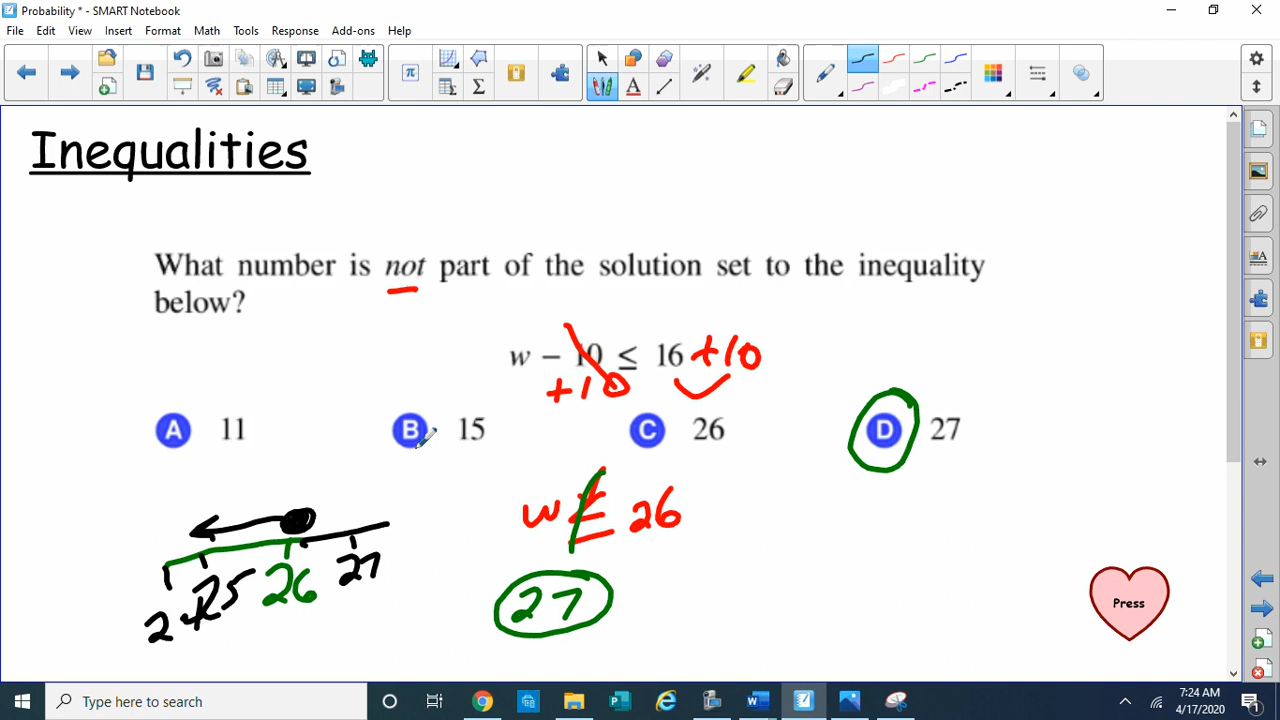 Probability * - SMART Notebook
File Edit View Insert Format Math Tools Response Add-ons Help
Inequalities
What number is not part of the solution set to the inequality
below?
w − 10 ≤ 16 +10
+10
A 11 B 15 C 26 D 27
w ≤ 26
24 25 26 27
27
Press
Type here to search
7:24 AM
4/17/2020